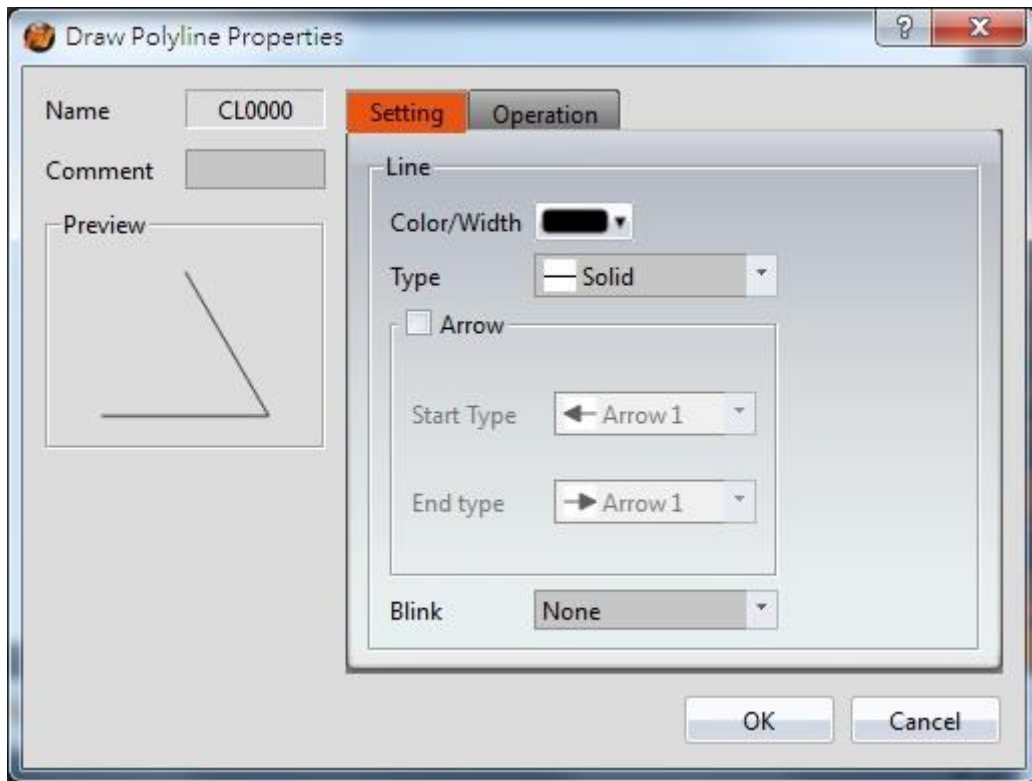 Draw Polyline Properties
?
Name CL0000
Comment
Preview
Setting Operation
Line
Color/Width
Type Solid
Arrow
Start Type Arrow 1
End type Arrow 1
Blink None
OK Cancel